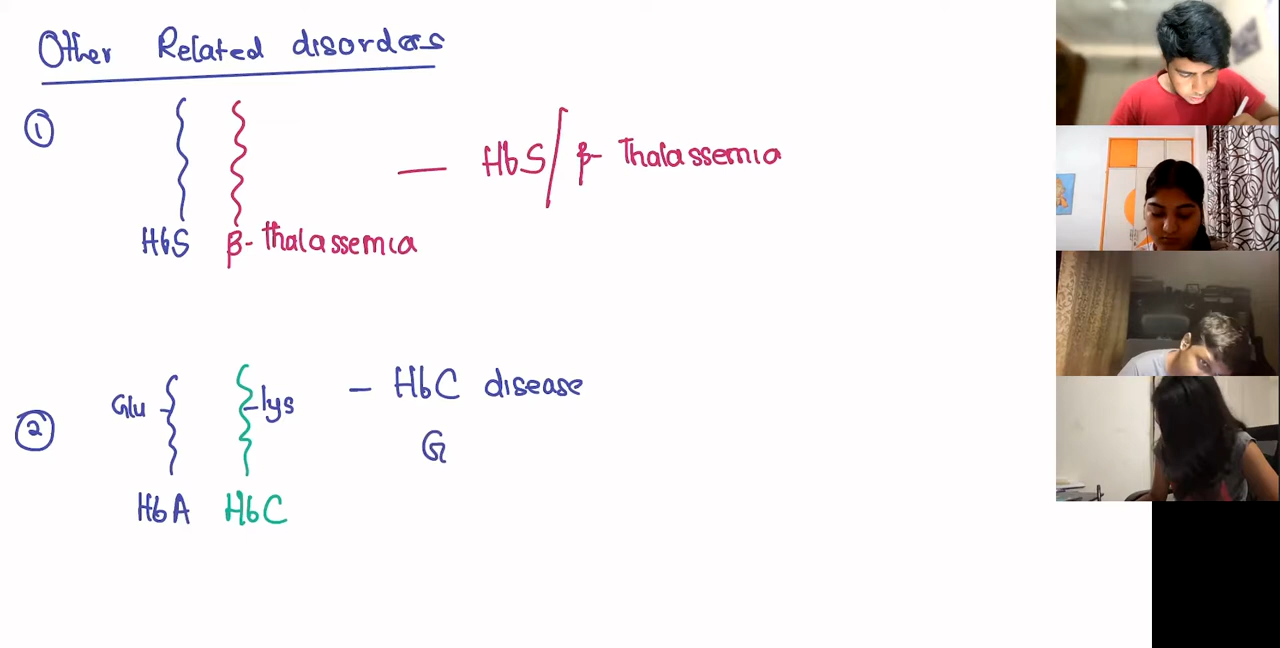 Other Related disorders
① HbS β-thalassemia — HbS/β-Thalassemia
② Glu lys - HbC disease
G
HbA HbC